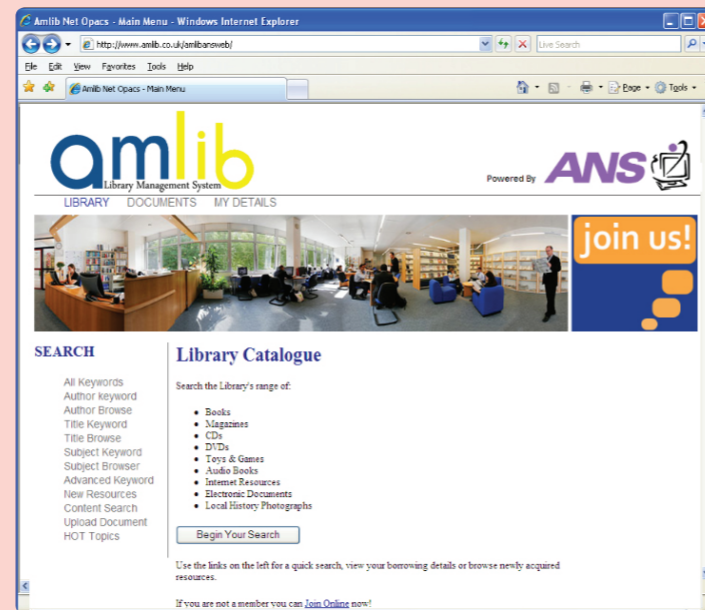 Amlib Net Opacs - Main Menu - Windows Internet Explorer
http://www.amlib.co.uk/amlibansweb/
Live Search
File Edit View Favorites Tools Help
Amlib Net Opacs - Main Menu
Page Tools
amlib
Library Management System
Powered By ANS
LIBRARY DOCUMENTS MY DETAILS
join us!
SEARCH
All Keywords
Author keyword
Author Browse
Title Keyword
Title Browse
Subject Keyword
Subject Browser
Advanced Keyword
New Resources
Content Search
Upload Document
HOT Topics
Library Catalogue
Search the Library's range of:
• Books
• Magazines
• CDs
• DVDs
• Toys & Games
• Audio Books
• Internet Resources
• Electronic Documents
• Local History Photographs
Begin Your Search
Use the links on the left for a quick search, view your borrowing details or browse newly acquired
resources.
If you are not a member you can Join Online now!